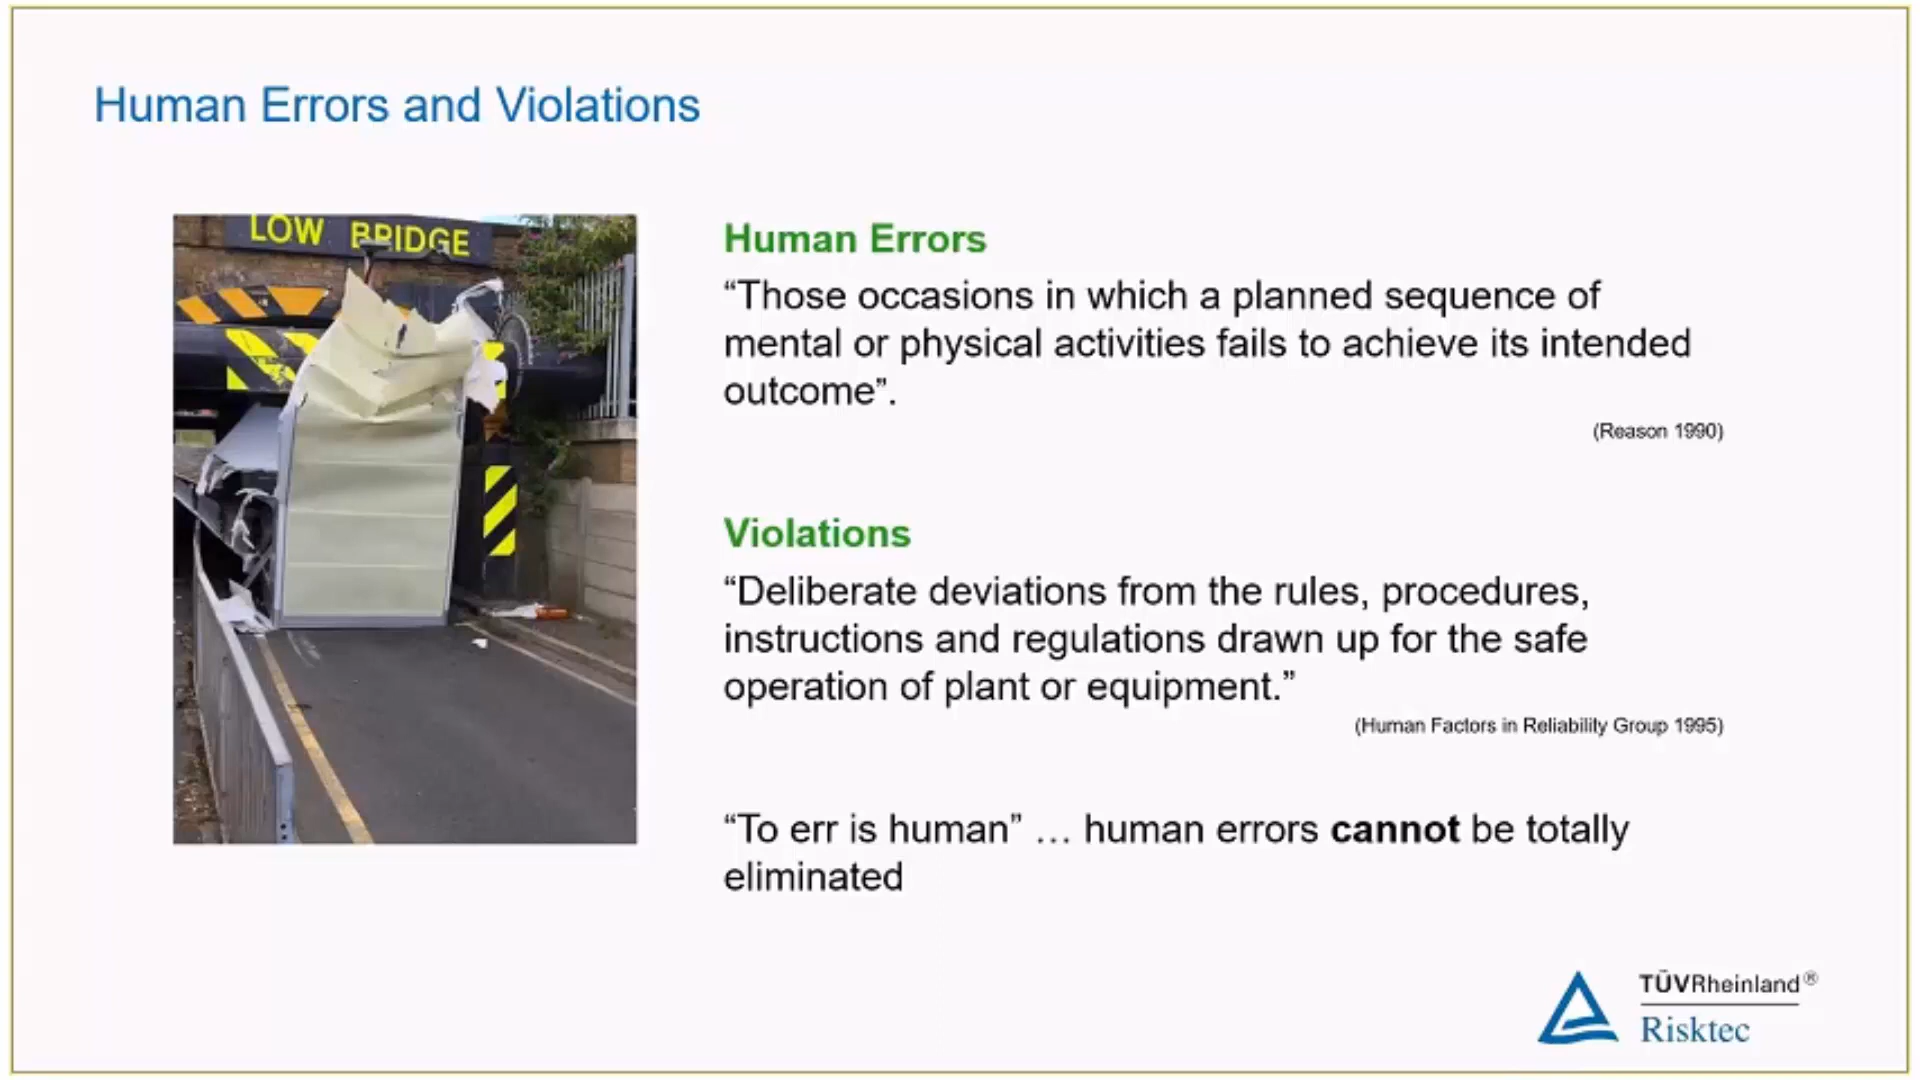 Human Errors and Violations
LOW BRIDGE
Human Errors
“Those occasions in which a planned sequence of
mental or physical activities fails to achieve its intended
outcome”.
(Reason 1990)
Violations
“Deliberate deviations from the rules, procedures,
instructions and regulations drawn up for the safe
operation of plant or equipment.”
(Human Factors in Reliability Group 1995)
“To err is human” … human errors cannot be totally
eliminated
TÜVRheinland®
Risktec